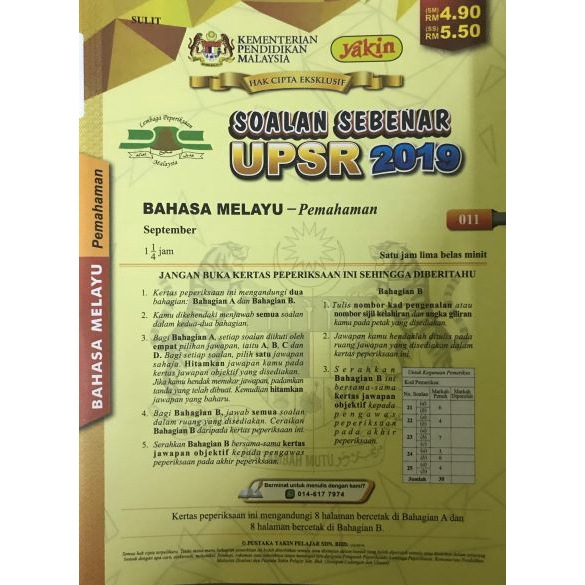 SULIT
KEMENTERIAN
PENDIDIKAN
MALAYSIA
yakin
(SM)
RM 4.90
(SS)
RM 5.50
HAK CIPTA EKSKLUSIF
Lembaga Peperiksaan
Malaysia
SOALAN SEBENAR
UPSR 2019
BAHASA MELAYU Pemahaman
BAHASA MELAYU – Pemahaman
011
September
1 1/4 jam
Satu jam lima belas minit
JANGAN BUKA KERTAS PEPERIKSAAN INI SEHINGGA DIBERITAHU
1. Kertas peperiksaan ini mengandungi dua
bahagian: Bahagian A dan Bahagian B.
2. Kamu dikehendaki menjawab semua soalan
dalam kedua-dua bahagian.
3. Bagi Bahagian A, setiap soalan diikuti oleh
empat pilihan jawapan, iaitu A, B, C dan
D. Bagi setiap soalan, pilih satu jawapan
sahaja. Hitamkan jawapan kamu pada
kertas jawapan objektif yang disediakan.
Jika kamu hendak menukar jawapan, padamkan
tanda yang telah dibuat. Kemudian hitamkan
jawapan yang baharu.
4. Bagi Bahagian B, jawab semua soalan
dalam ruang yang disediakan. Ceraikan
Bahagian B daripada kertas peperiksaan ini.
5. Serahkan Bahagian B bersama-sama kertas
jawapan objektif kepada pengawas
peperiksaan pada akhir peperiksaan.
Bahagian B
1. Tulis nombor kad pengenalan atau
nombor sijil kelahiran dan angka giliran
kamu pada petak yang disediakan.
2. Jawapan kamu hendaklah ditulis pada
ruang jawapan yang disediakan dalam
kertas peperiksaan ini.
3. Serahkan
Bahagian B ini
bersama-sama
kertas jawapan
objektif kepada
pengawas
peperiksaan
pada akhir
peperiksaan.
Untuk Kegunaan Pemeriksa
Kod Pemeriksa:
No. Soalan Markah Penuh Markah Diperoleh
21
22
23
24
25
Jumlah 30
Berminat untuk menulis dengan kami?
014-617 7974
Kertas peperiksaan ini mengandungi 8 halaman bercetak di Bahagian A dan
8 halaman bercetak di Bahagian B.
© PUSTAKA YAKIN PELAJAR SDN. BHD.